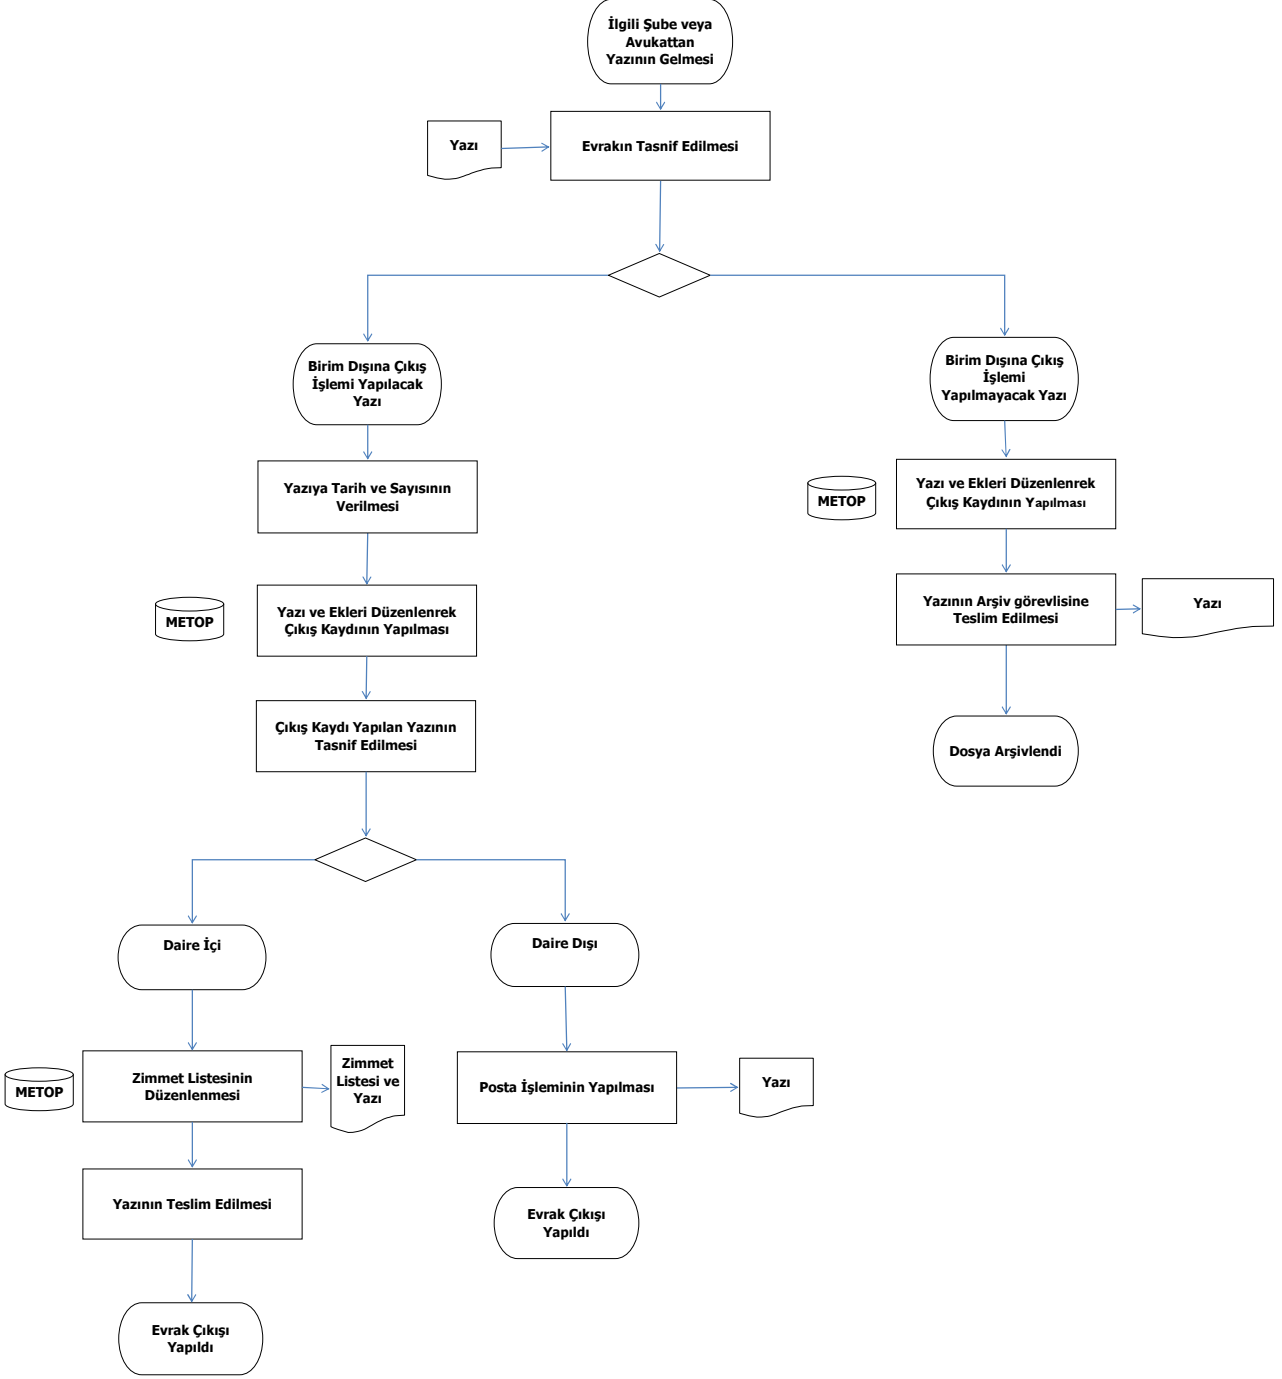 İlgili Şube veya
Avukattan
Yazının Gelmesi
Yazı
Evrakın Tasnif Edilmesi
Birim Dışına Çıkış
İşlemi Yapılacak
Yazı
Birim Dışına Çıkış
İşlemi
Yapılmayacak Yazı
Yazıya Tarih ve Sayısının
Verilmesi
METOP
Yazı ve Ekleri Düzenlenrek
Çıkış Kaydının Yapılması
METOP
Yazı ve Ekleri Düzenlenrek
Çıkış Kaydının Yapılması
Yazının Arşiv görevlisine
Teslim Edilmesi
Yazı
Çıkış Kaydı Yapılan Yazının
Tasnif Edilmesi
Dosya Arşivlendi
Daire İçi
Daire Dışı
METOP
Zimmet Listesinin
Düzenlenmesi
Zimmet
Listesi ve
Yazı
Posta İşleminin Yapılması
Yazı
Yazının Teslim Edilmesi
Evrak Çıkışı
Yapıldı
Evrak Çıkışı
Yapıldı